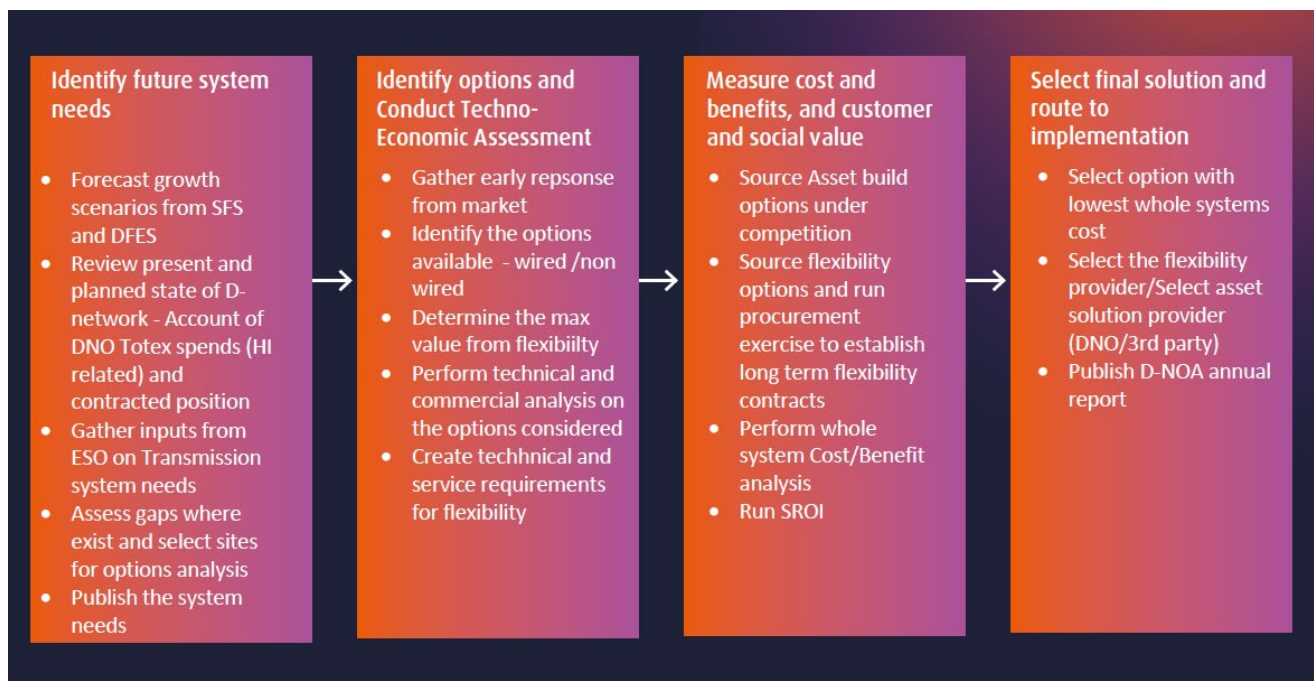 Identify future system
needs
• Forecast growth
scenarios from SFS
and DFES
• Review present and
planned state of D-
network - Account of
DNO Totex spends (HI
related) and
contracted position
• Gather inputs from
ESO on Transmission
system needs
• Assess gaps where
exist and select sites
for options analysis
• Publish the system
needs
Identify options and
Conduct Techno-
Economic Assessment
• Gather early repsonse
from market
• Identify the options
available - wired /non
wired
• Determine the max
value from flexibiilty
• Perform technical and
commercial analysis on
the options considered
• Create techhnical and
service requirements
for flexibility
Measure cost and
benefits, and customer
and social value
• Source Asset build
options under
competition
• Source flexibility
options and run
procurement
exercise to establish
long term flexibility
contracts
• Perform whole
system Cost/Benefit
analysis
• Run SROI
Select final solution and
route to
implementation
• Select option with
lowest whole systems
cost
• Select the flexibility
provider/Select asset
solution provider
(DNO/3rd party)
• Publish D-NOA annual
report